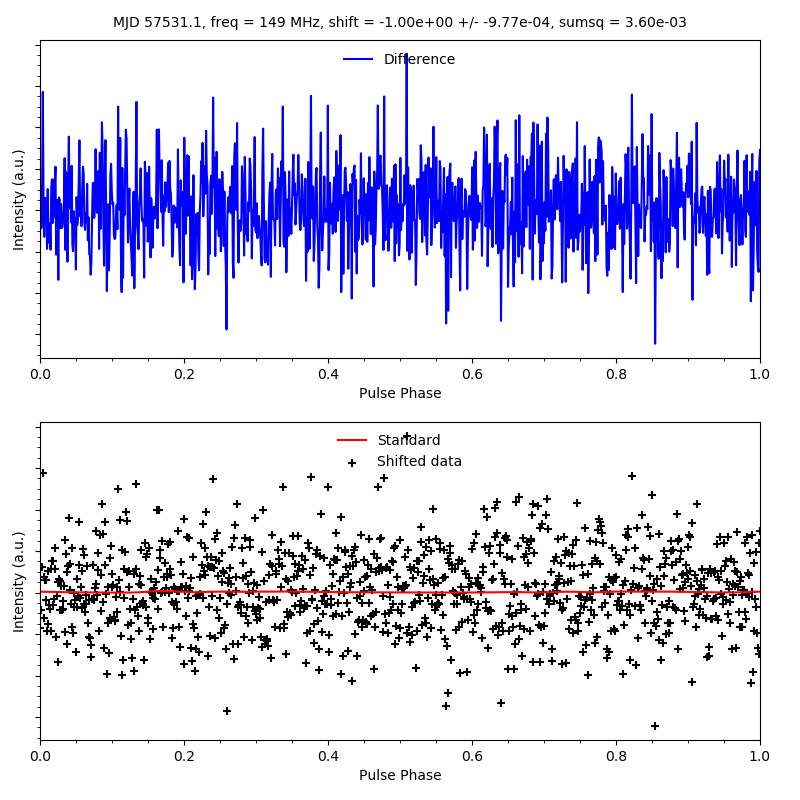 MJD 57531.1, freq = 149 MHz, shift = -1.00e+00 +/- -9.77e-04, sumsq = 3.60e-03
Difference
Intensity (a.u.)
0.0 0.2 0.4 0.6 0.8 1.0
Pulse Phase
Standard
Shifted data
Intensity (a.u.)
0.0 0.2 0.4 0.6 0.8 1.0
Pulse Phase